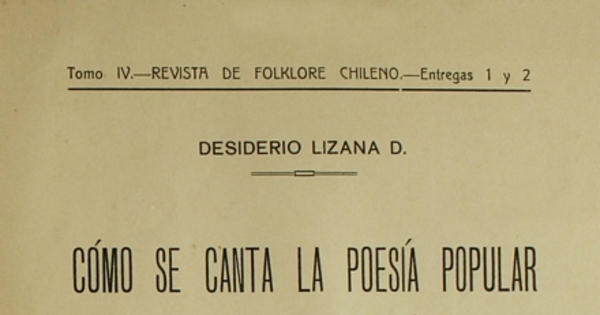 Tomo IV.—REVISTA DE FOLKLORE CHILENO.—Entregas 1 y 2
DESIDERIO LIZANA D.
CÓMO SE CANTA LA POESÍA POPULAR